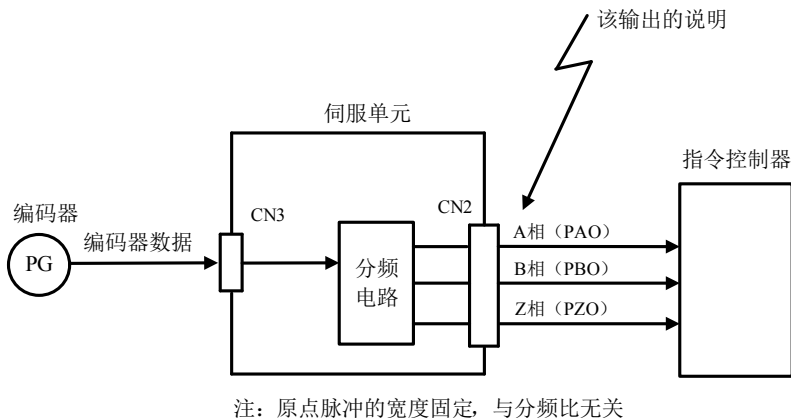 该输出的说明
伺服单元
指令控制器
编码器
CN3
CN2
A相（PAO）
编码器数据
PG
分频
电路
B相（PBO）
Z相（PZO）
注：原点脉冲的宽度固定，与分频比无关